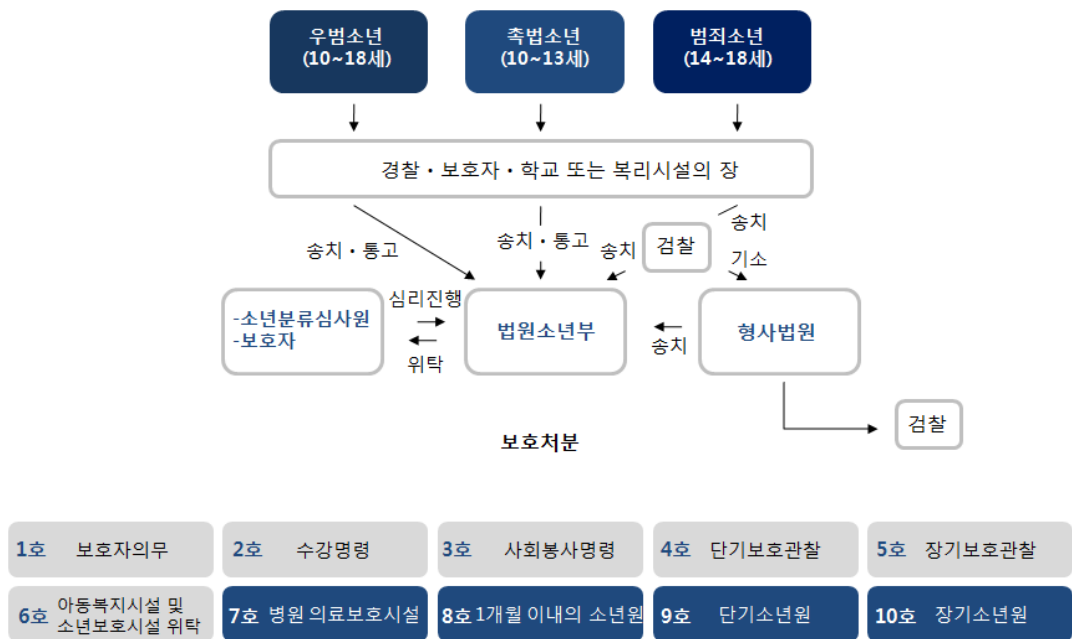 우범소년
(10~18세)
촉법소년
(10~13세)
범죄소년
(14~18세)
경찰・보호자・학교 또는 복리시설의 장
송치・통고
송치・통고
송치
검찰
송치
기소
-소년분류심사원
-보호자
심리진행
위탁
법원소년부
송치
형사법원
검찰
보호처분
1호 보호자의무
2호 수강명령
3호 사회봉사명령
4호 단기보호관찰
5호 장기보호관찰
6호 아동복지시설 및
소년보호시설 위탁
7호 병원 의료보호시설
8호 1개월 이내의 소년원
9호 단기소년원
10호 장기소년원